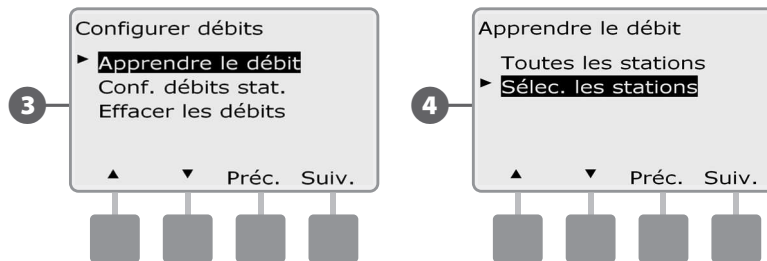 3
Configurer débits
► Apprendre le débit
Conf. débits stat.
Effacer les débits
▲ ▼ Préc. Suiv.
4
Apprendre le débit
Toutes les stations
► Sélec. les stations
▲ ▼ Préc. Suiv.